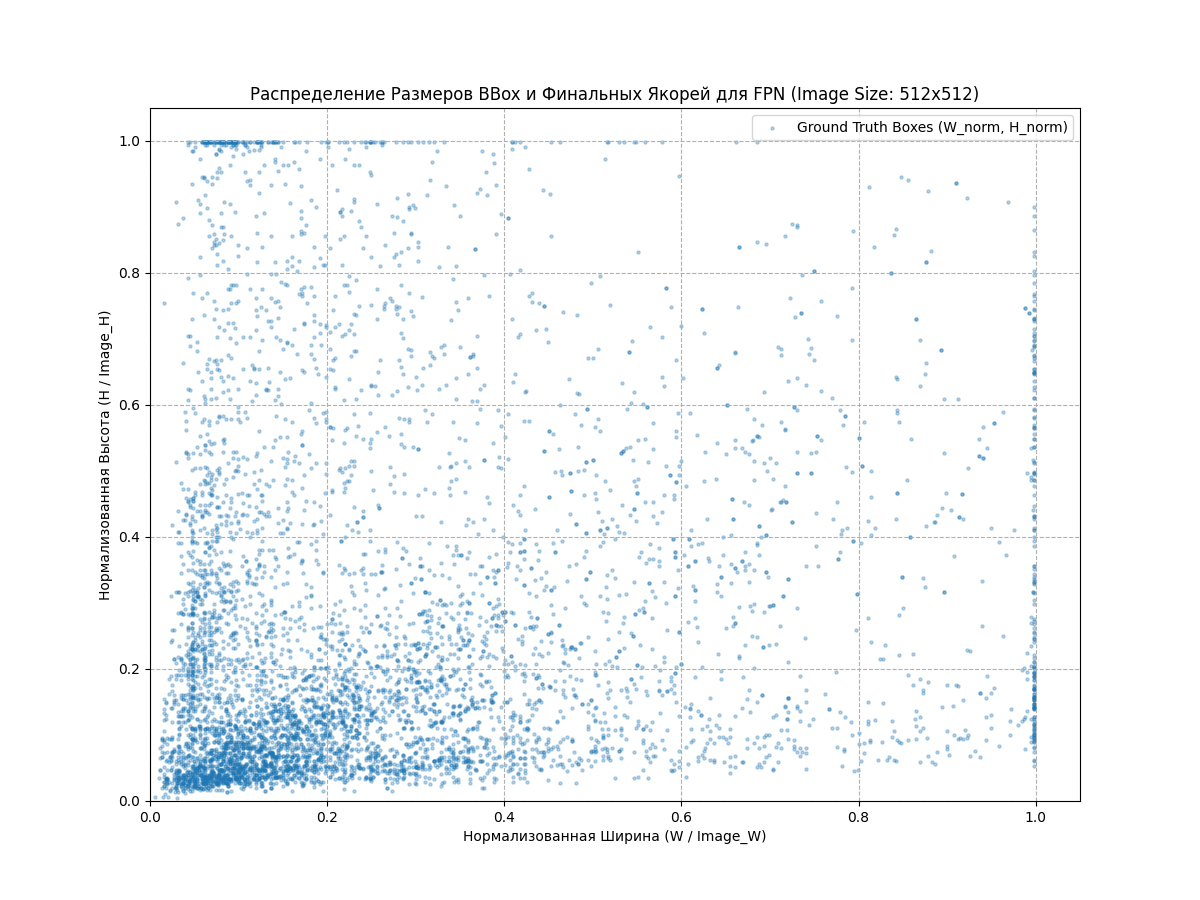 Распределение Размеров BBox и Финальных Якорей для FPN (Image Size: 512x512)
Ground Truth Boxes (W_norm, H_norm)
Нормализованная Высота (H / Image_H)
1.0
0.8
0.6
0.4
0.2
0.0
0.0 0.2 0.4 0.6 0.8 1.0
Нормализованная Ширина (W / Image_W)